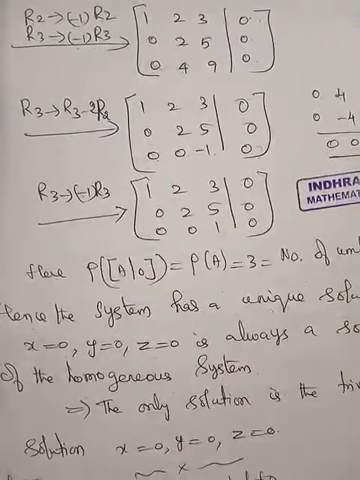 R2→(-1)R2
R3→(-1)R3
1 2 3 | 0
0 2 5 | 0
0 4 9 | 0
R3→R3-2R2
1 2 3 | 0
0 2 5 | 0
0 0 -1 | 0
0 4
0 -4
0 0
R3→(-1)R3
1 2 3 | 0
0 2 5 | 0
0 0 1 | 0
INDHRA
MATHEMAT
Here ρ([A|0]) = ρ(A) = 3 = No. of un
Hence the System has a unique solu
x=0, y=0, z=0 is always a so
Of the homogereous System.
⇒ The only solution is the triv
Solution x=0, y=0, z=0.
x